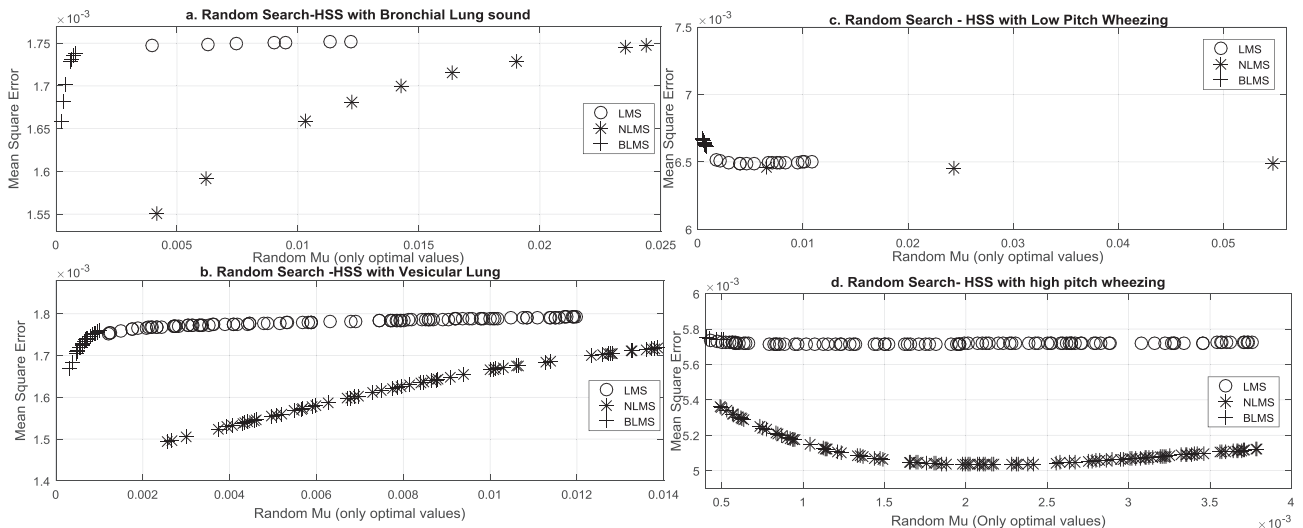 a. Random Search-HSS with Bronchial Lung sound
×10⁻³
1.75
1.7
1.65
1.6
1.55
Mean Square Error
0 0.005 0.01 0.015 0.02 0.025
Random Mu (only optimal values)
LMS
NLMS
BLMS
b. Random Search -HSS with Vesicular Lung
×10⁻³
1.8
1.7
1.6
1.5
1.4
Mean Square Error
0 0.002 0.004 0.006 0.008 0.01 0.012 0.014
Random Mu (only optimal values)
LMS
NLMS
BLMS
c. Random Search - HSS with Low Pitch Wheezing
×10⁻³
7.5
7
6.5
6
Mean Square Error
0 0.01 0.02 0.03 0.04 0.05
Random Mu (only optimal values)
LMS
NLMS
BLMS
d. Random Search- HSS with high pitch wheezing
×10⁻³
6
5.8
5.6
5.4
5.2
5
Mean Square Error
0.5 1 1.5 2 2.5 3 3.5 4
×10⁻³
Random Mu (Only optimal values)
LMS
NLMS
BLMS